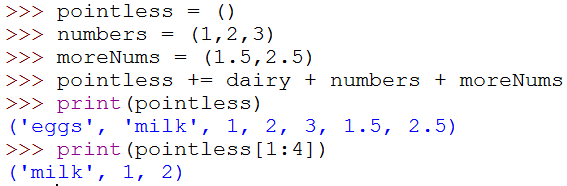 >>> pointless = ()
>>> numbers = (1,2,3)
>>> moreNums = (1.5,2.5)
>>> pointless += dairy + numbers + moreNums
>>> print(pointless)
('eggs', 'milk', 1, 2, 3, 1.5, 2.5)
>>> print(pointless[1:4])
('milk', 1, 2)